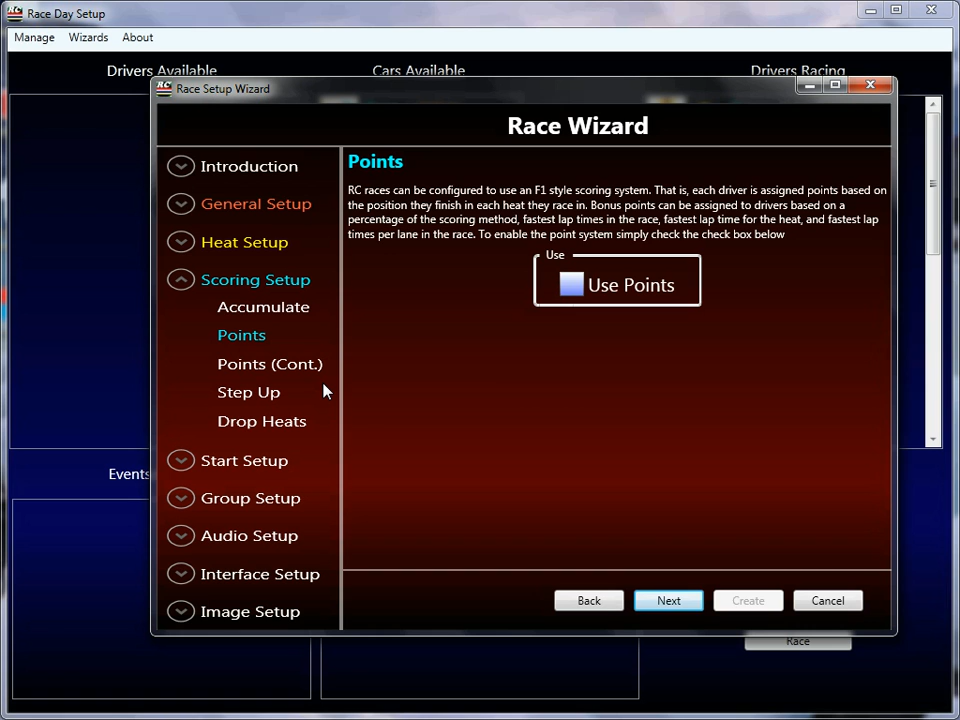 RC Race Day Setup
Manage Wizards About
Drivers Available Cars Available Drivers Racing
RC Race Setup Wizard
Race Wizard
Introduction
General Setup
Heat Setup
Scoring Setup
Accumulate
Points
Points (Cont.)
Step Up
Drop Heats
Start Setup
Group Setup
Audio Setup
Interface Setup
Image Setup
Points
RC races can be configured to use an F1 style scoring system. That is, each driver is assigned points based on
the position they finish in each heat they race in. Bonus points can be assigned to drivers based on a
percentage of the scoring method, fastest lap times in the race, fastest lap time for the heat, and fastest lap
times per lane in the race. To enable the point system simply check the check box below
Use
Use Points
Back Next Create Cancel
Events
Race